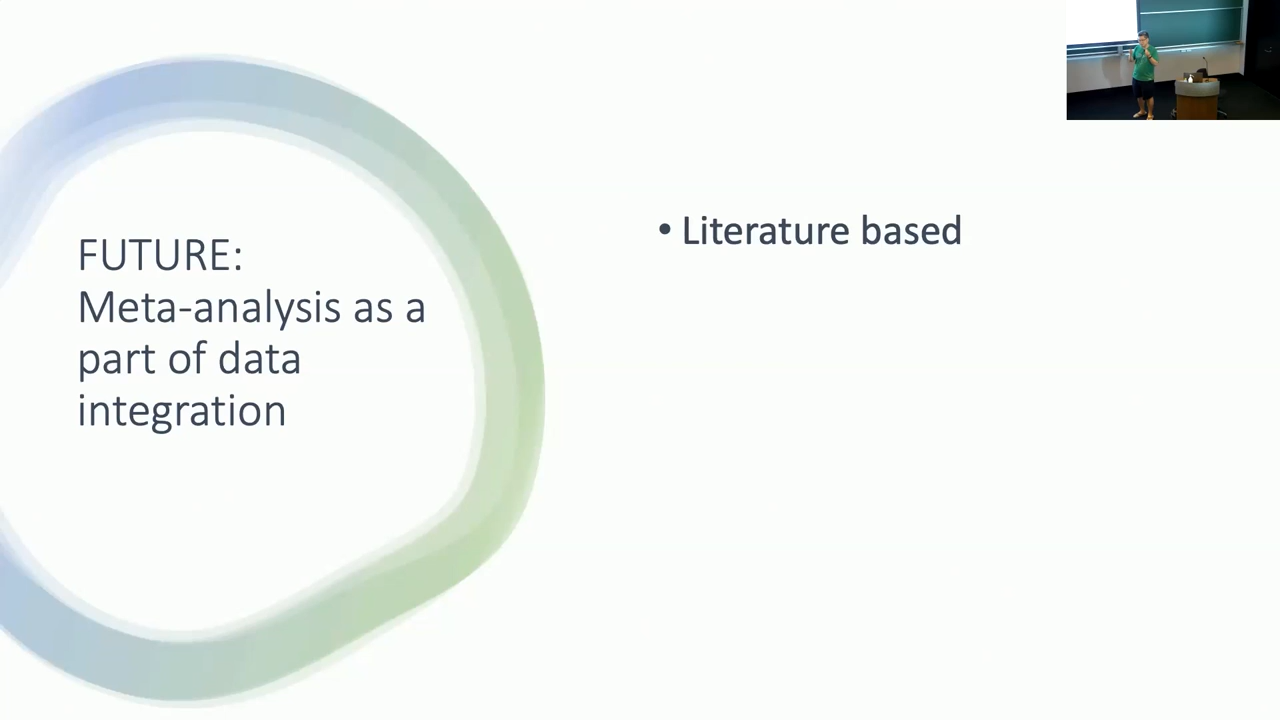 FUTURE:
Meta-analysis as a
part of data
integration
• Literature based